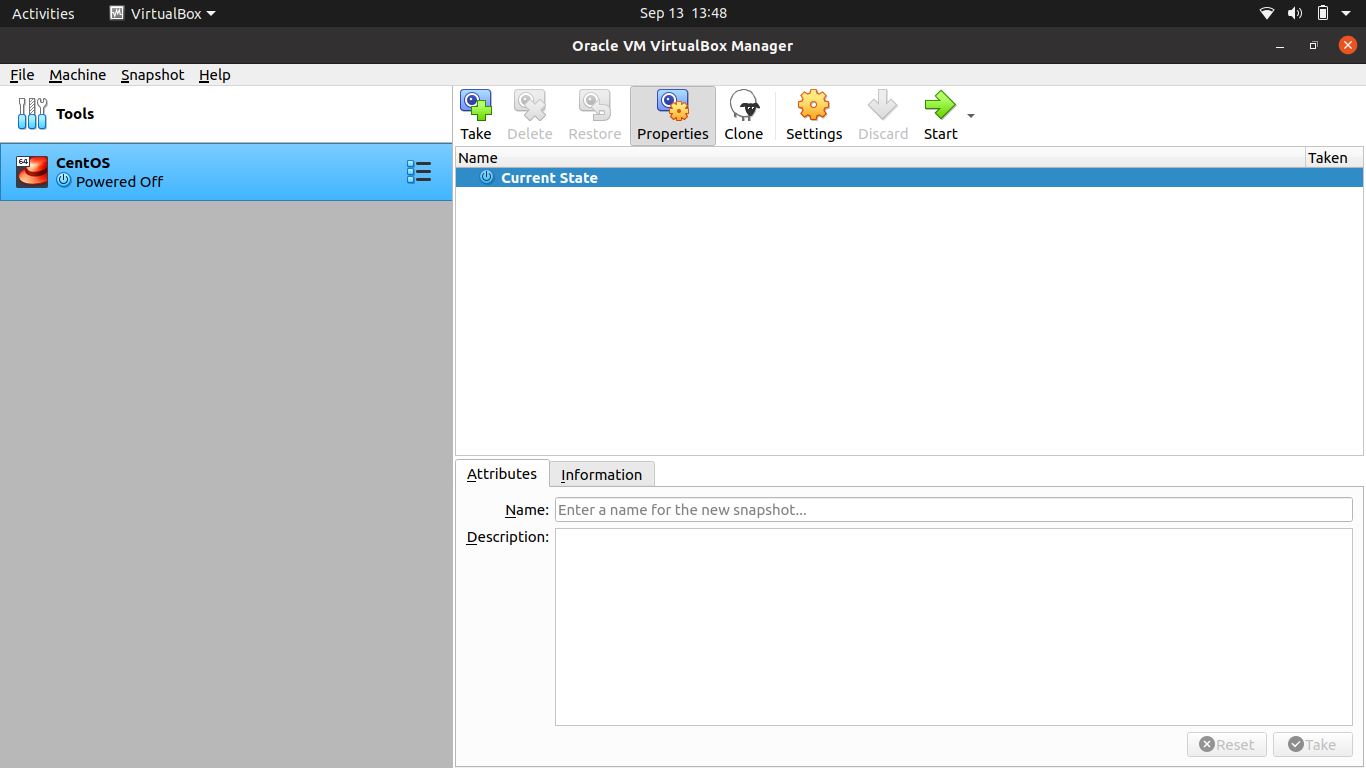 Activities VirtualBox Sep 13 13:48
Oracle VM VirtualBox Manager
File Machine Snapshot Help
Tools
64
CentOS
Powered Off
Take Delete Restore Properties Clone Settings Discard Start
Name Taken
Current State
Attributes Information
Name: Enter a name for the new snapshot...
Description:
Reset Take